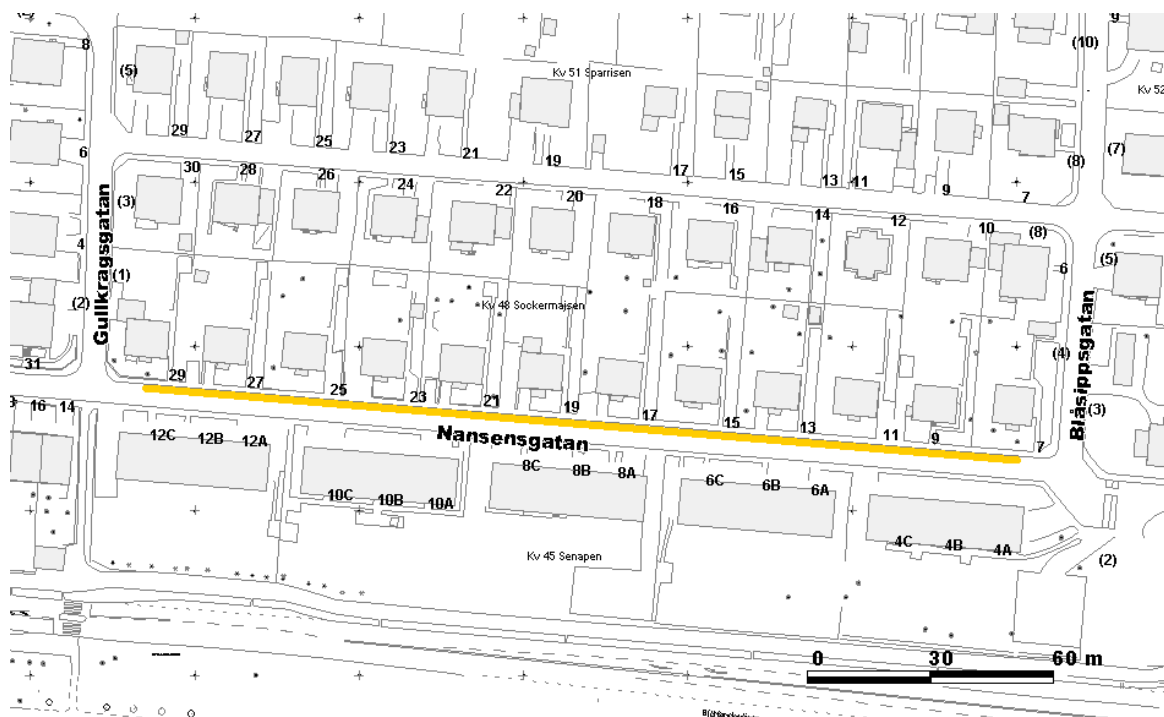 8
9
(10)
(5)
Kv 51 Sparrisen
Kv 52
29
27
25
23
21
19
17
15
13
11
9
7
6
(8)
(7)
30
28
26
24
22
20
18
16
14
12
10
(8)
(3)
4
(1)
(2)
Gullkragsgatan
Kv 48 Sockermajsen
6
(5)
(4)
(3)
Blåsippsgatan
31
29
27
25
23
21
19
17
15
13
11
9
7
16
14
Nansensgatan
12C
12B
12A
10C
10B
10A
8C
8B
8A
6C
6B
6A
4C
4B
4A
(2)
Kv 45 Senapen
0
30
60 m